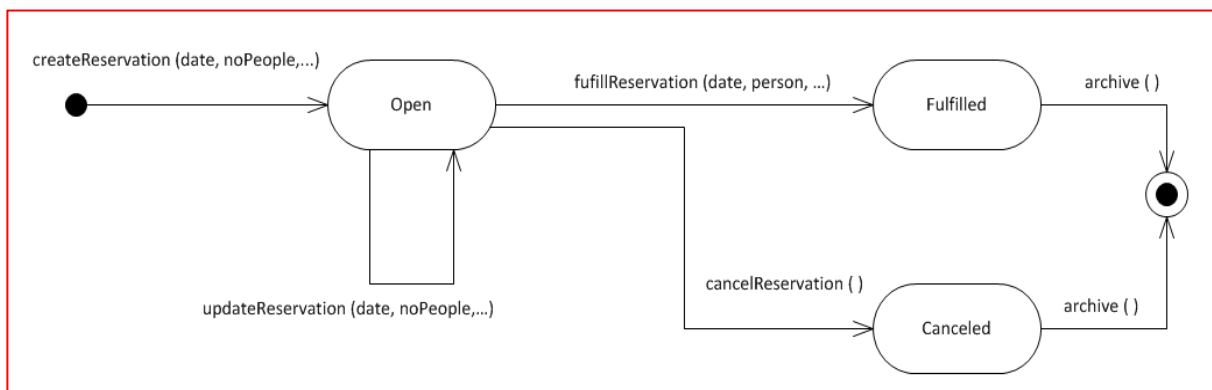 createReservation (date, noPeople,...)
Open
fufillReservation (date, person, ...)
Fulfilled
archive ( )
updateReservation (date, noPeople,...)
cancelReservation ( )
Canceled
archive ( )